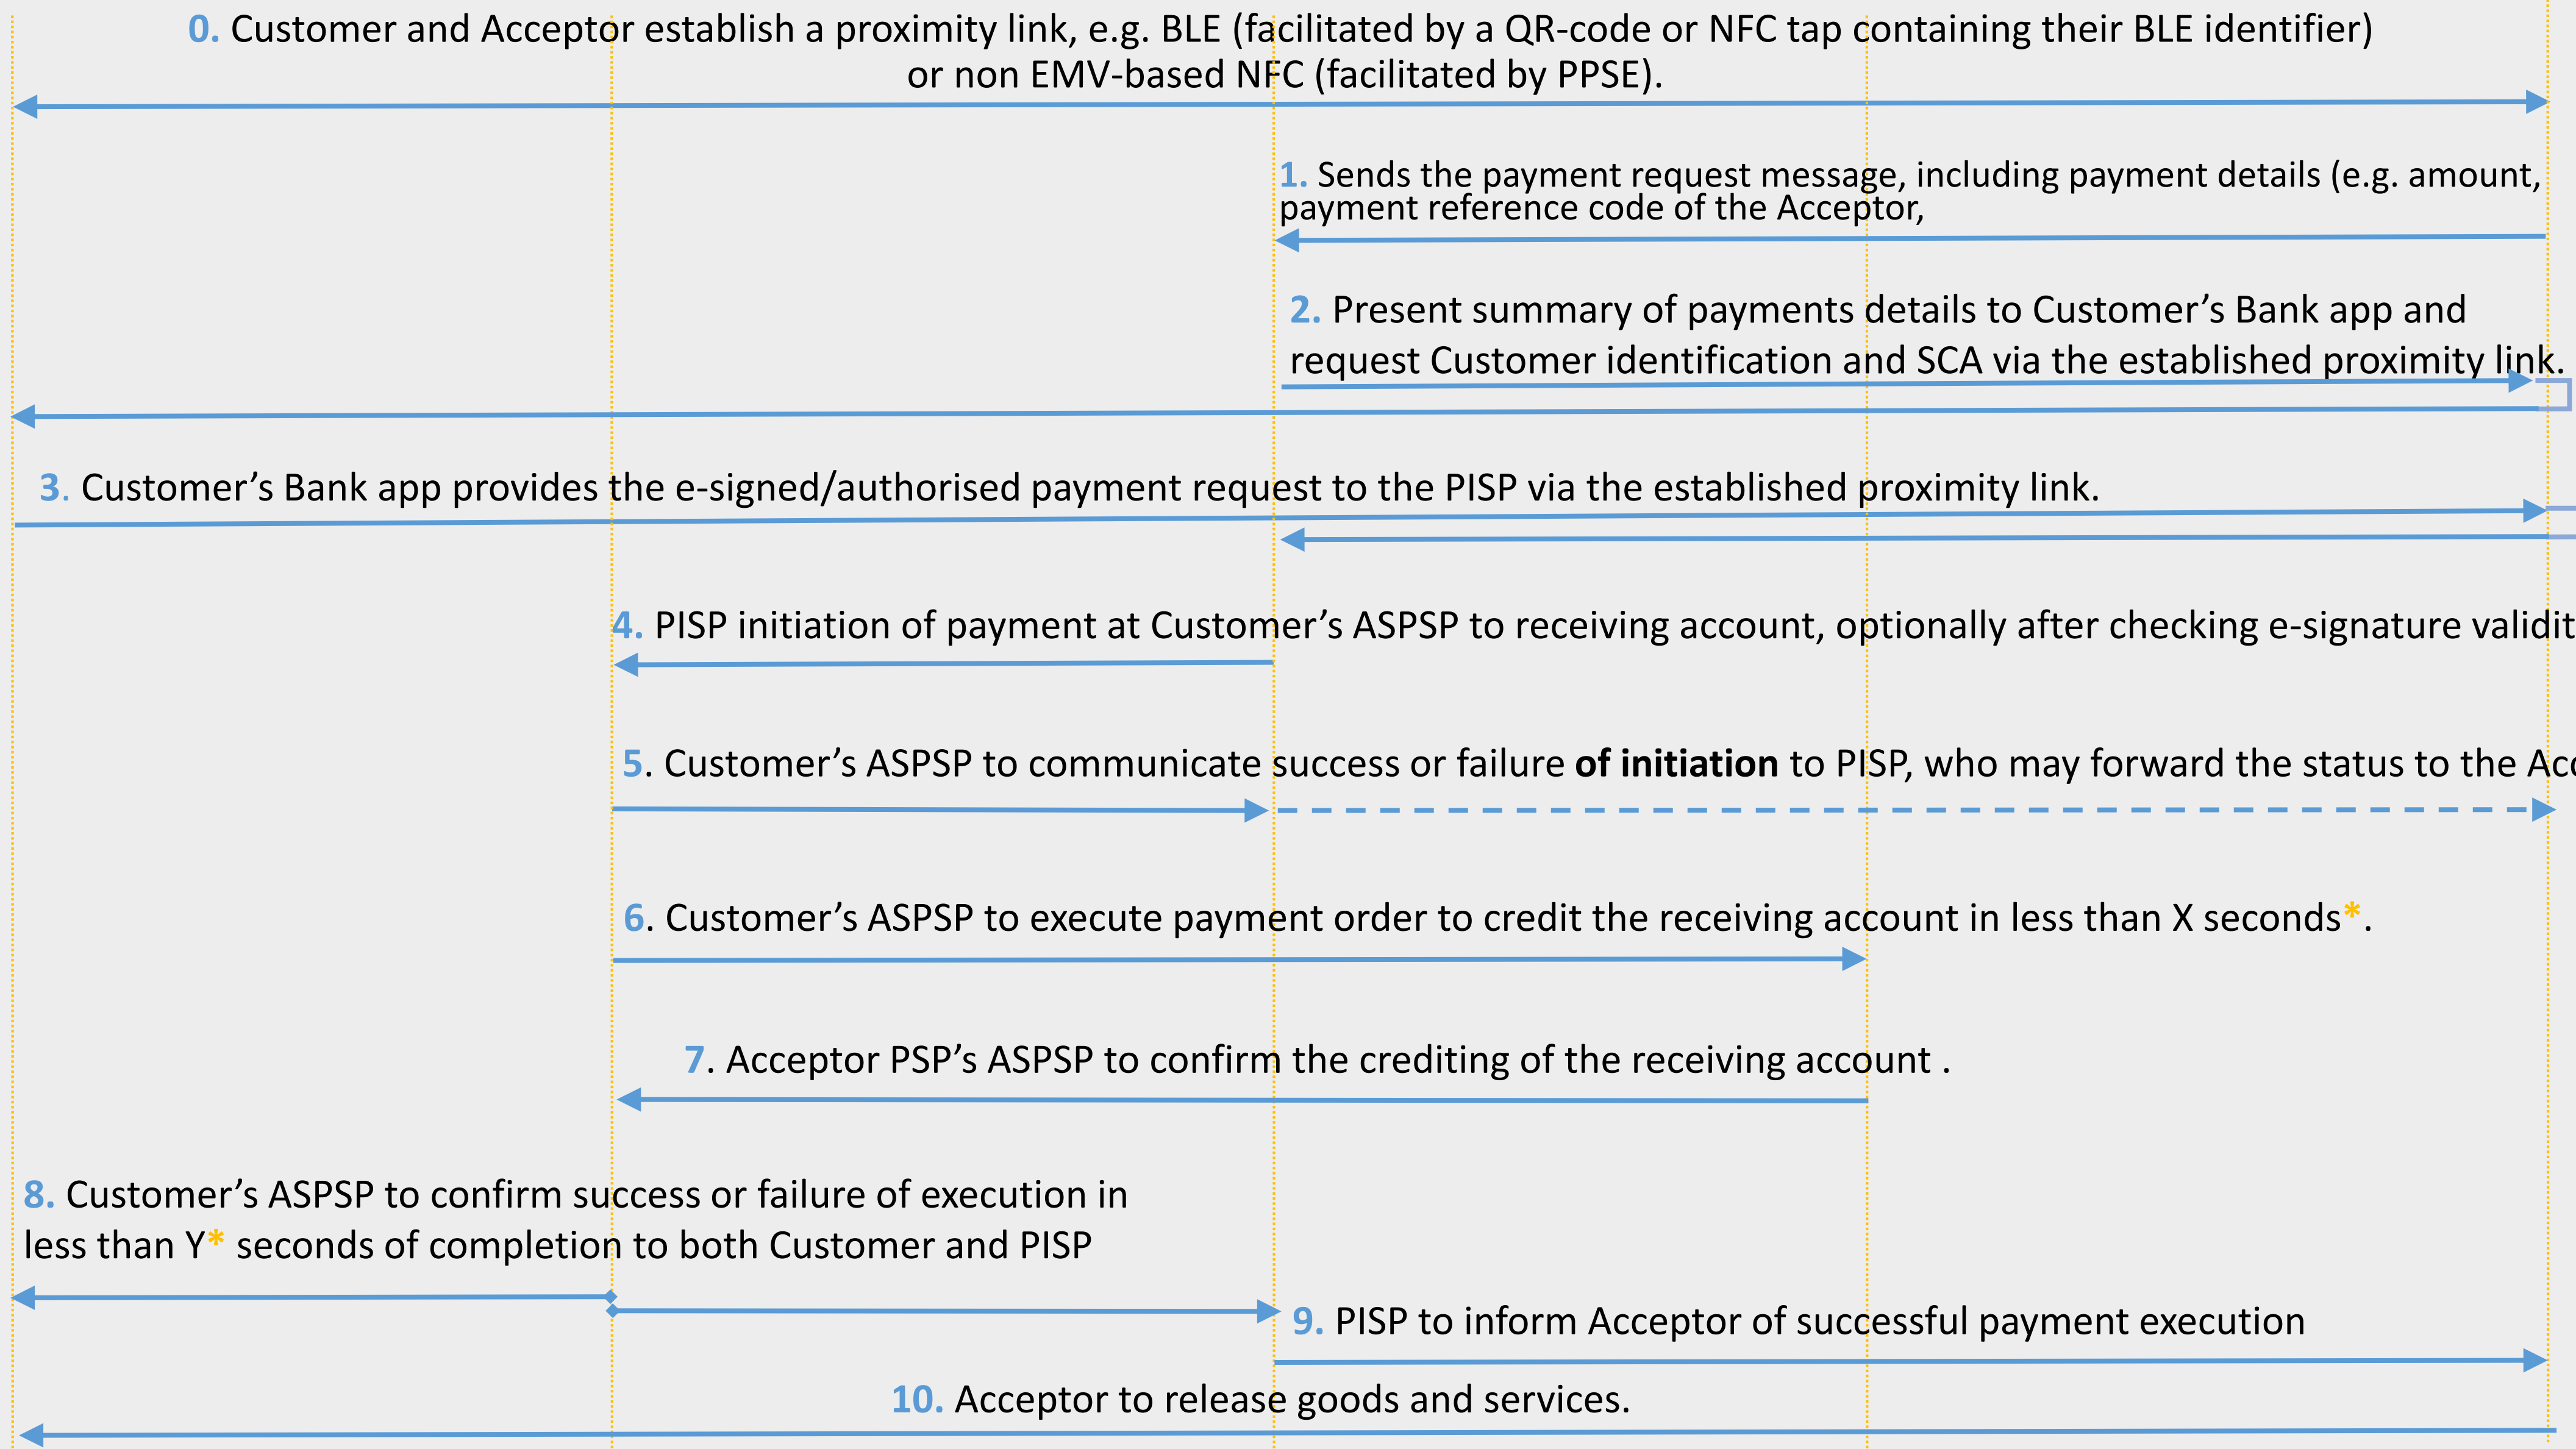 0. Customer and Acceptor establish a proximity link, e.g. BLE (facilitated by a QR-code or NFC tap containing their BLE identifier)
or non EMV-based NFC (facilitated by PPSE).
1. Sends the payment request message, including payment details (e.g. amount,
payment reference code of the Acceptor,
2. Present summary of payments details to Customer’s Bank app and
request Customer identification and SCA via the established proximity link.
3. Customer’s Bank app provides the e-signed/authorised payment request to the PISP via the established proximity link.
4. PISP initiation of payment at Customer’s ASPSP to receiving account, optionally after checking e-signature
5. Customer’s ASPSP to communicate success or failure of initiation to PISP, who may forward the status to the
6. Customer’s ASPSP to execute payment order to credit the receiving account in less than X seconds*.
7. Acceptor PSP’s ASPSP to confirm the crediting of the receiving account .
8. Customer’s ASPSP to confirm success or failure of execution in
less than Y* seconds of completion to both Customer and PISP
9. PISP to inform Acceptor of successful payment execution
10. Acceptor to release goods and services.